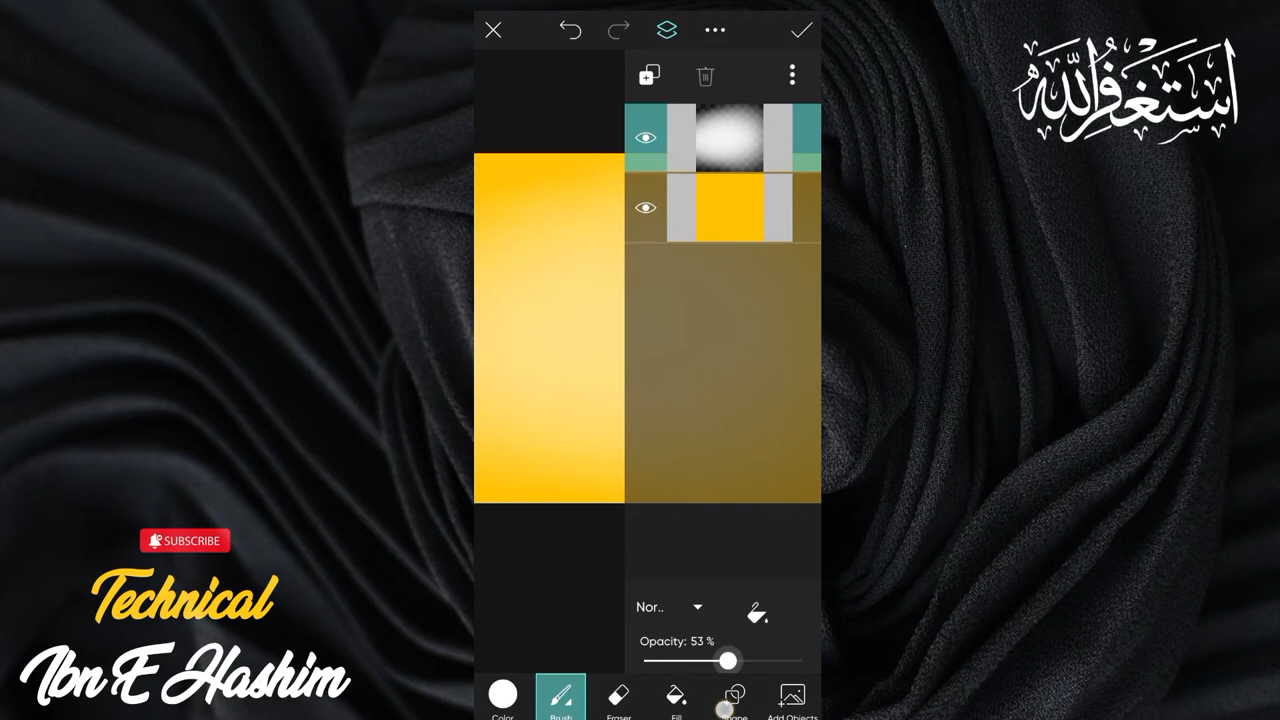 أستغفر الله
Nor..
Opacity: 53 %
Color
Brush
Eraser
Fill
Shape
Add Objects
SUBSCRIBE
Technical
Ibn E Hashim